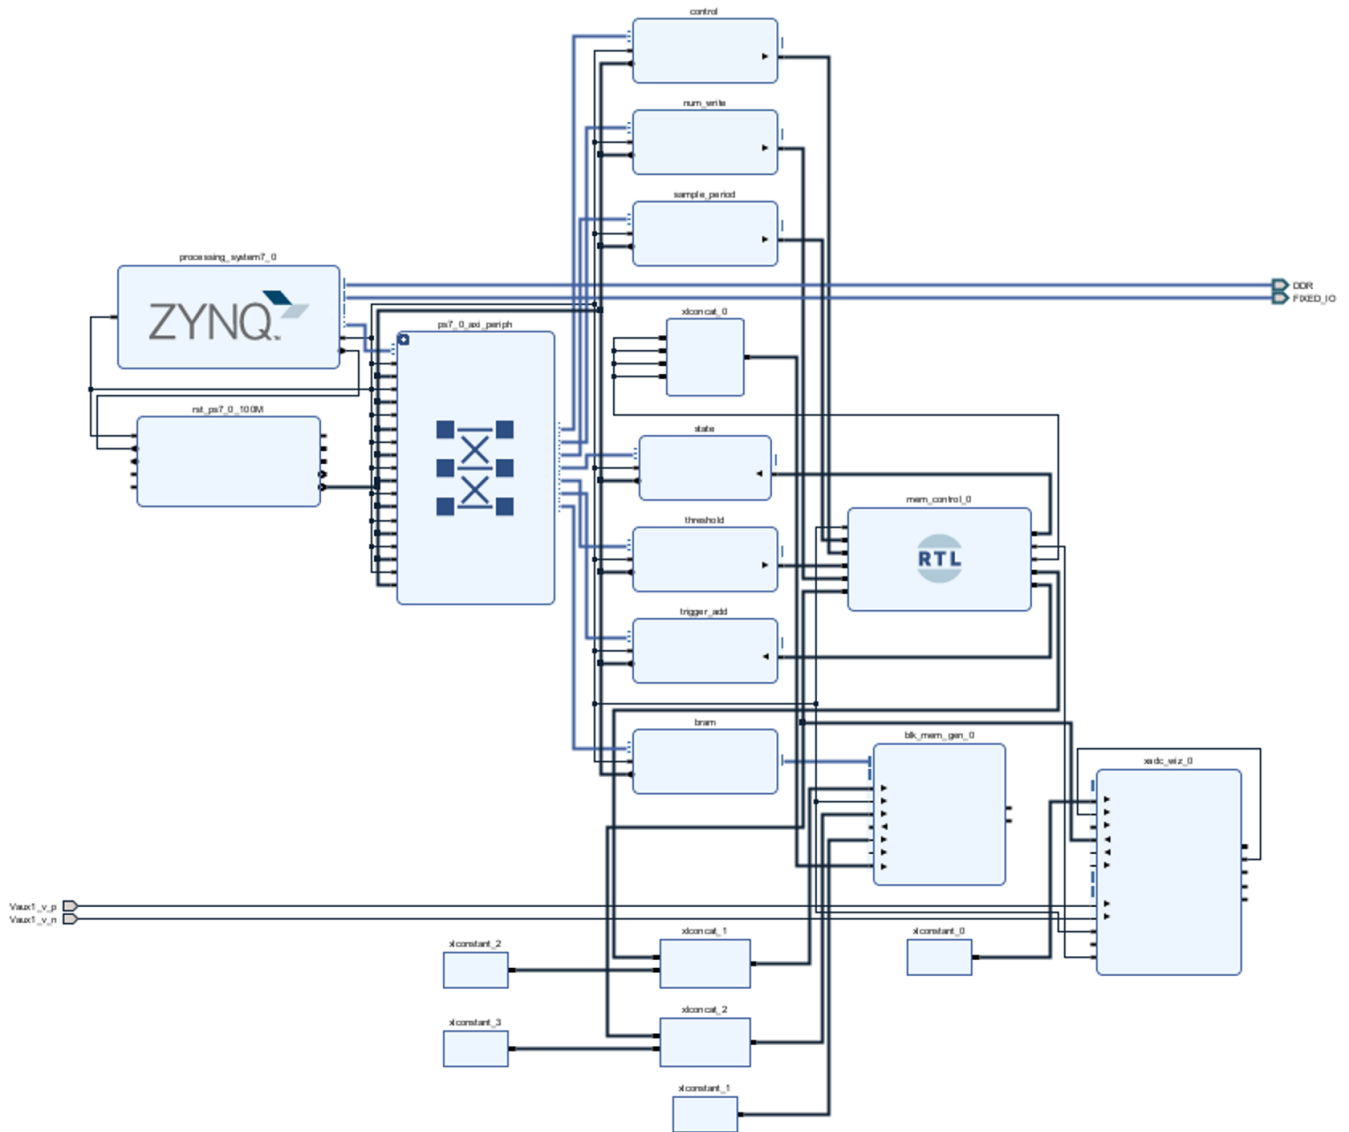 control
num_write
sample_period
processing_system7_0
ZYNQ
DDR
FIXED_IO
xlconcat_0
ps7_0_axi_periph
rst_ps7_0_100M
state
mem_control_0
RTL
threshold
trigger_add
bram
blk_mem_gen_0
xadc_wiz_0
Vaux1_v_p
Vaux1_v_n
xlconstant_2
xlconcat_1
xlconstant_0
xlconstant_3
xlconcat_2
xlconstant_1